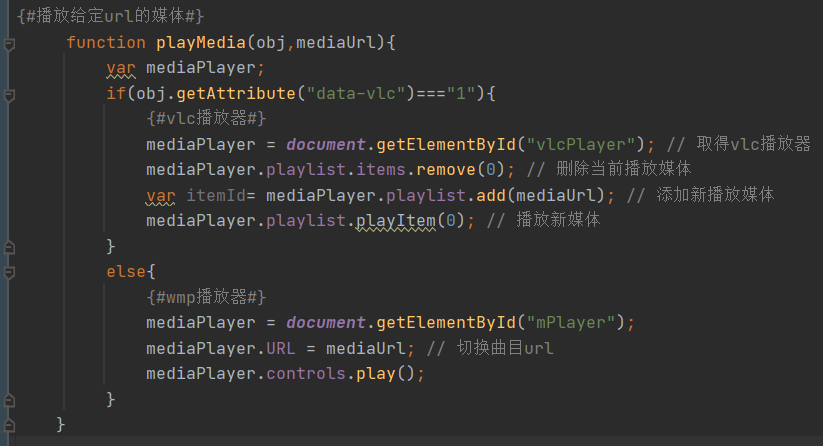 {#播放给定url的媒体#}
function playMedia(obj,mediaUrl){
var mediaPlayer;
if(obj.getAttribute("data-vlc")==="1"){
{#vlc播放器#}
mediaPlayer = document.getElementById("vlcPlayer"); // 取得vlc播放器
mediaPlayer.playlist.items.remove(0); // 删除当前播放媒体
var itemId= mediaPlayer.playlist.add(mediaUrl); // 添加新播放媒体
mediaPlayer.playlist.playItem(0); // 播放新媒体
}
else{
{#wmp播放器#}
mediaPlayer = document.getElementById("mPlayer");
mediaPlayer.URL = mediaUrl; // 切换曲目url
mediaPlayer.controls.play();
}
}